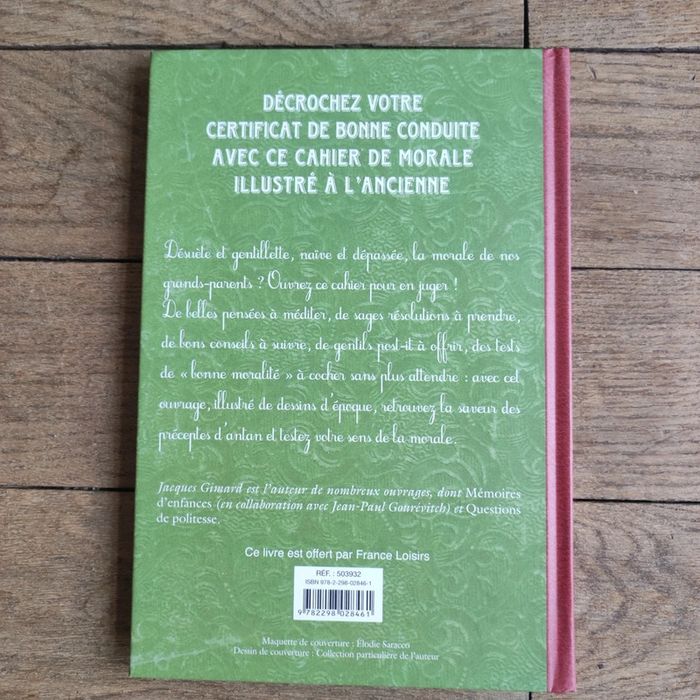 DÉCROCHEZ VOTRE
CERTIFICAT DE BONNE CONDUITE
AVEC CE CAHIER DE MORALE
ILLUSTRÉ À L'ANCIENNE
Désuète et gentillette, naïve et dépassée, la morale de nos
grands-parents ? Ouvrez ce cahier pour en juger !
De belles pensées à méditer, de sages résolutions à prendre,
de bons conseils à suivre, de gentils post-it à offrir, des tests
de « bonne moralité » à cocher sans plus attendre : avec cet
ouvrage, illustré de dessins d'époque, retrouvez la saveur des
préceptes d'antan et testez votre sens de la morale.
Jacques Gimard est l'auteur de nombreux ouvrages, dont Mémoires
d'enfances (en collaboration avec Jean-Paul Gourévitch) et Questions
de politesse.
Ce livre est offert par France Loisirs
RÉF. : 503932
ISBN 978-2-298-02846-1
9 782298 028461
Maquette de couverture : Élodie Saracco
Dessin de couverture : Collection particulière de l'auteur